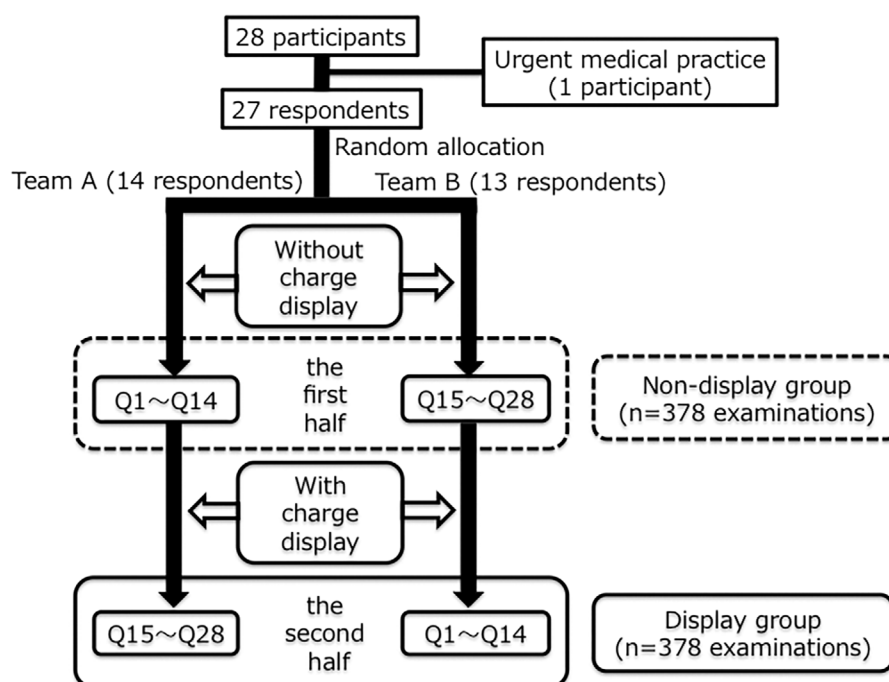 28 participants
Urgent medical practice
(1 participant)
27 respondents
Random allocation
Team A (14 respondents)
Team B (13 respondents)
Without
charge
display
the
first
half
Q1～Q14
Q15～Q28
Non-display group
(n=378 examinations)
With
charge
display
the
second
half
Q15～Q28
Q1～Q14
Display group
(n=378 examinations)